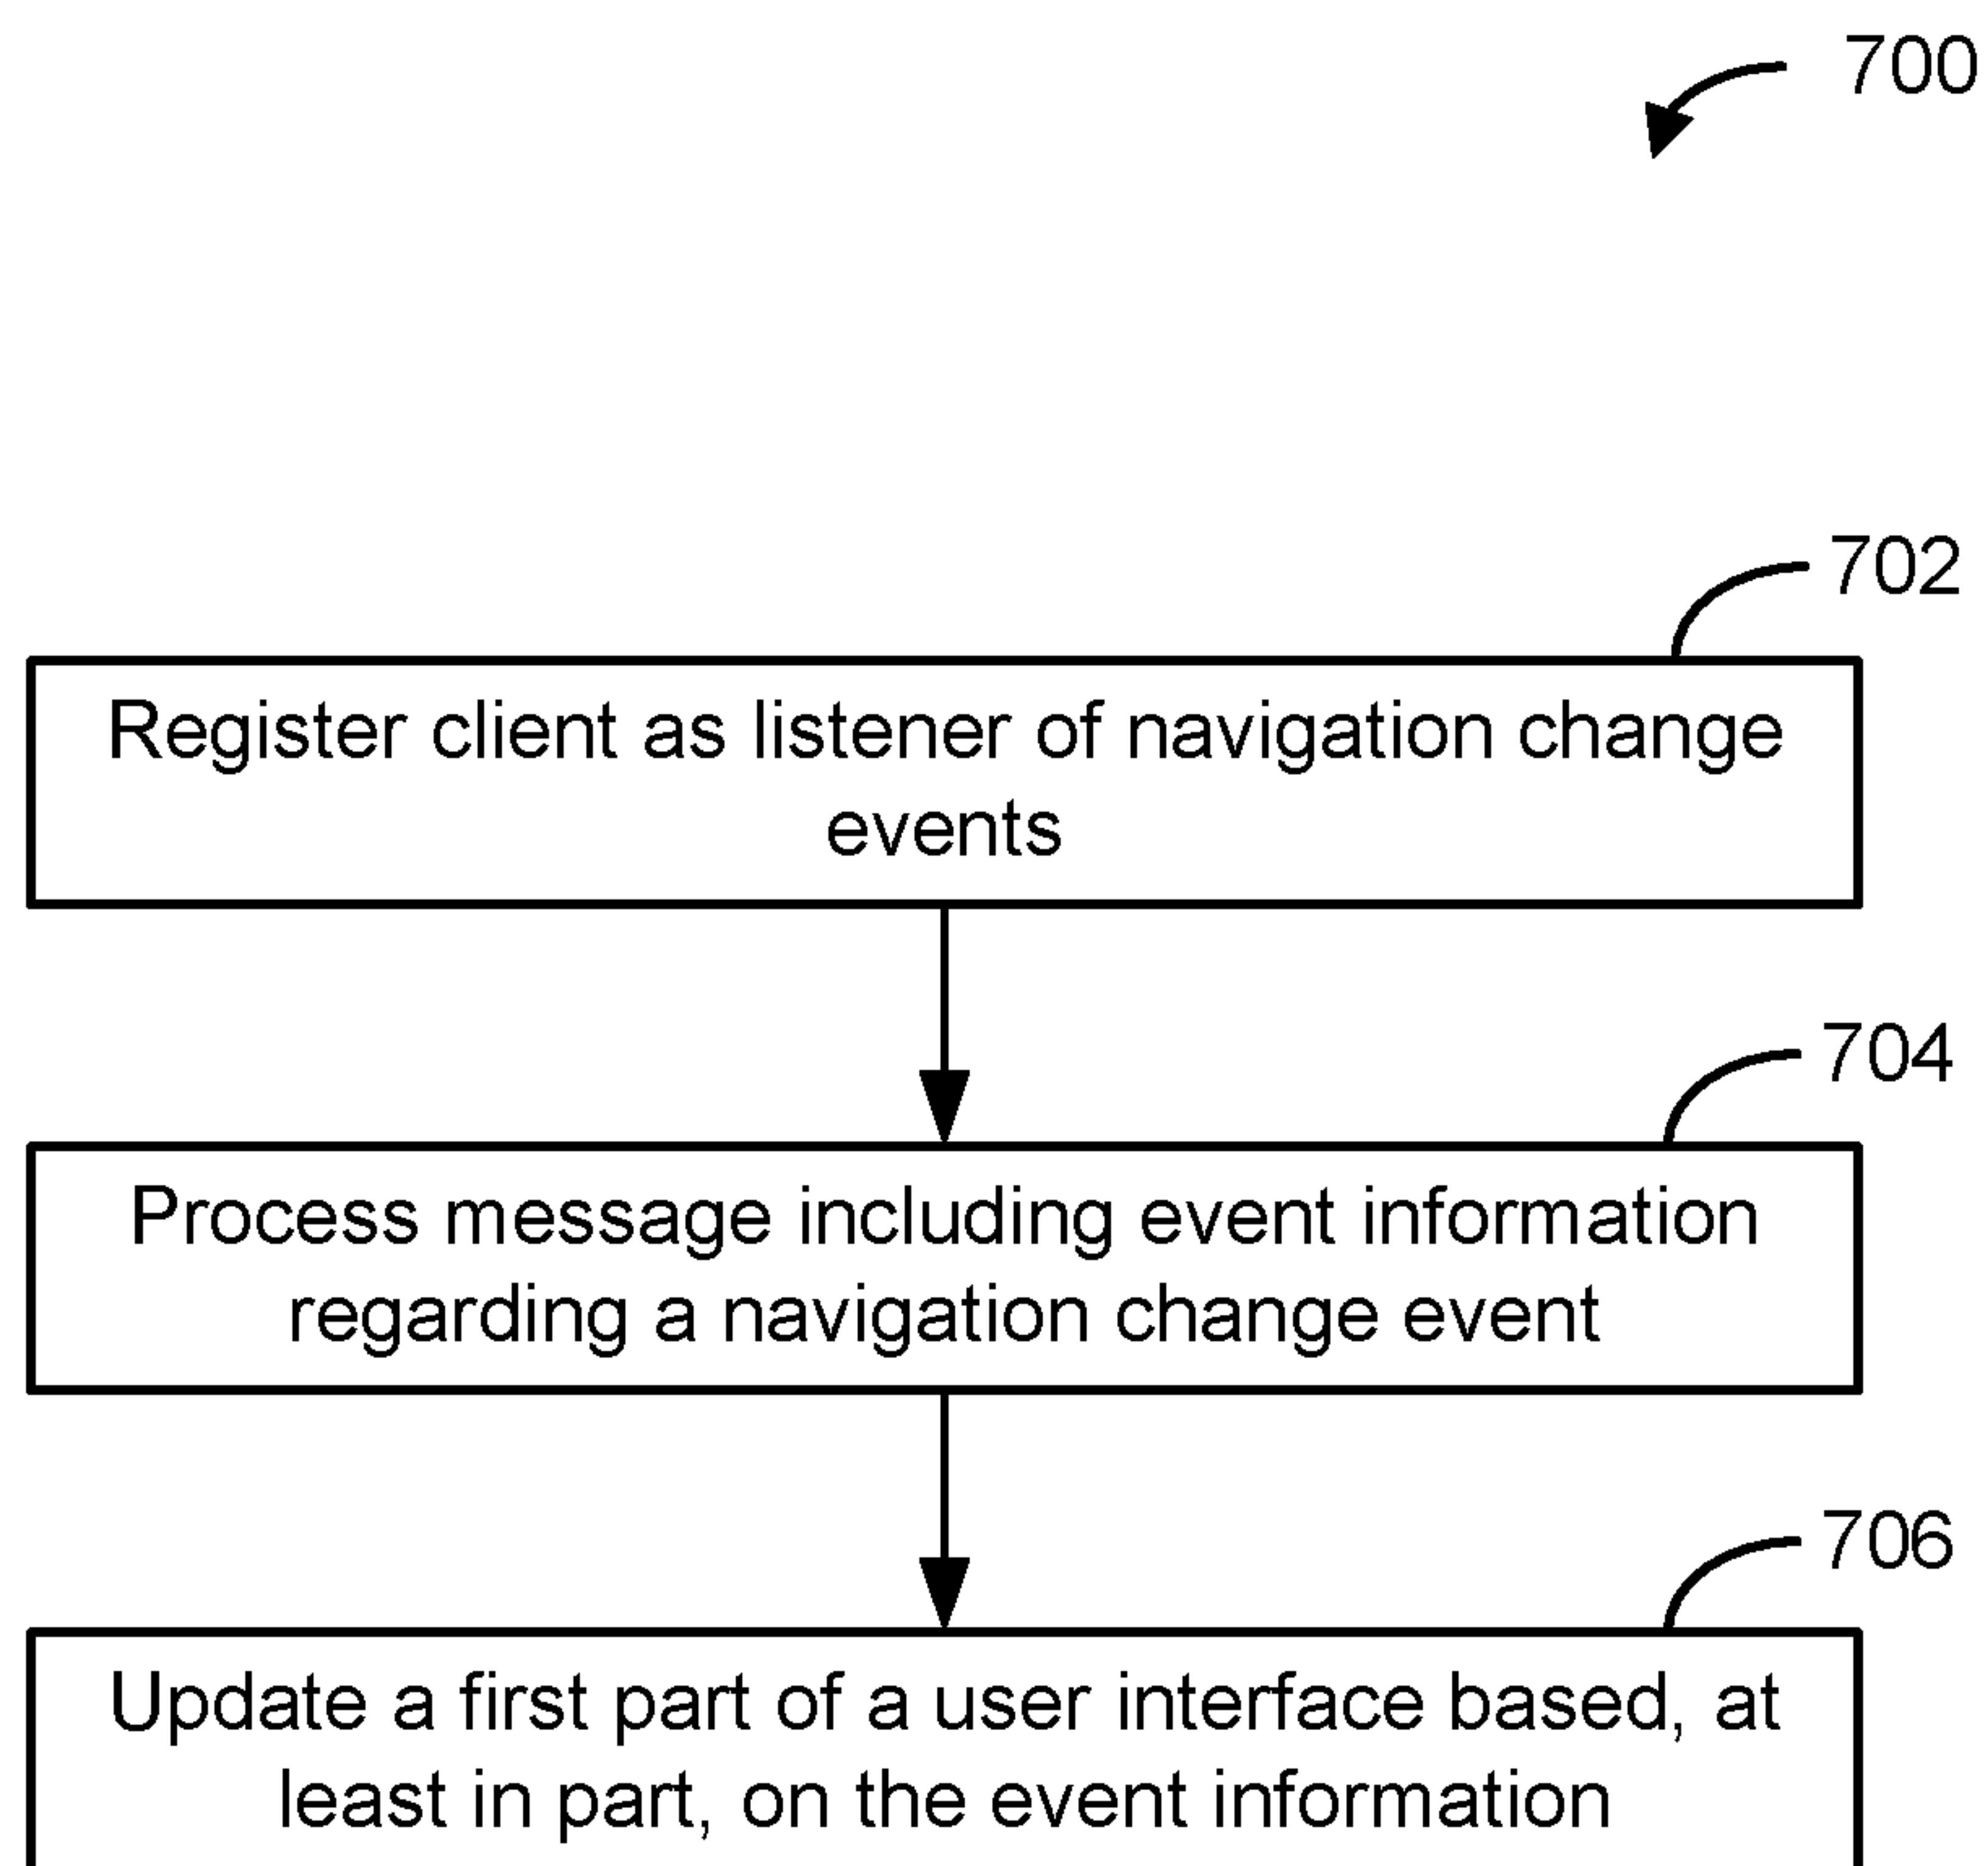 700
702
Register client as listener of navigation change
events
704
Process message including event information
regarding a navigation change event
706
Update a first part of a user interface based, at
least in part, on the event information